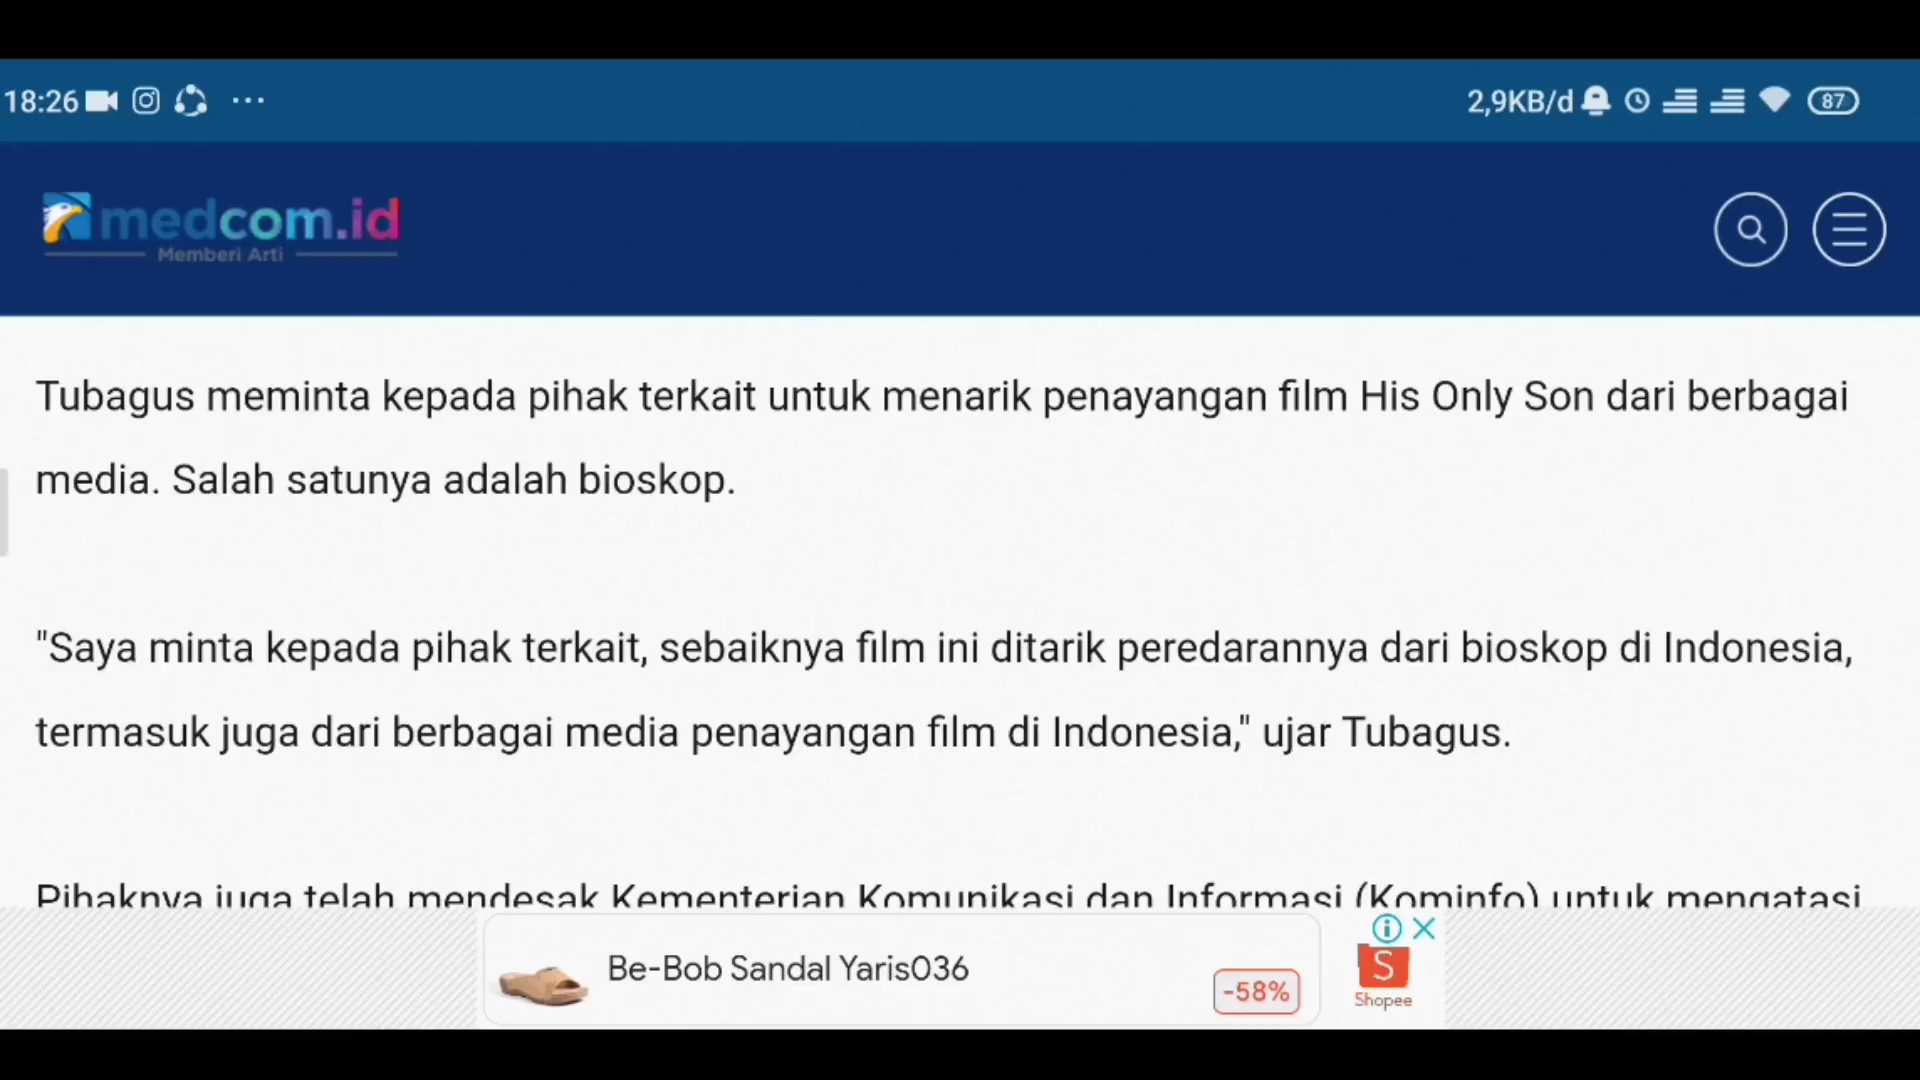 18:26
2,9KB/d
87
medcom.id
Memberi Arti
Tubagus meminta kepada pihak terkait untuk menarik penayangan film His Only Son dari berbagai
media. Salah satunya adalah bioskop.
"Saya minta kepada pihak terkait, sebaiknya film ini ditarik peredarannya dari bioskop di Indonesia,
termasuk juga dari berbagai media penayangan film di Indonesia," ujar Tubagus.
Pihaknya juga telah mendesak Kementerian Komunikasi dan Informasi (Kominfo) untuk mengatasi
Be-Bob Sandal Yaris036
-58%
Shopee